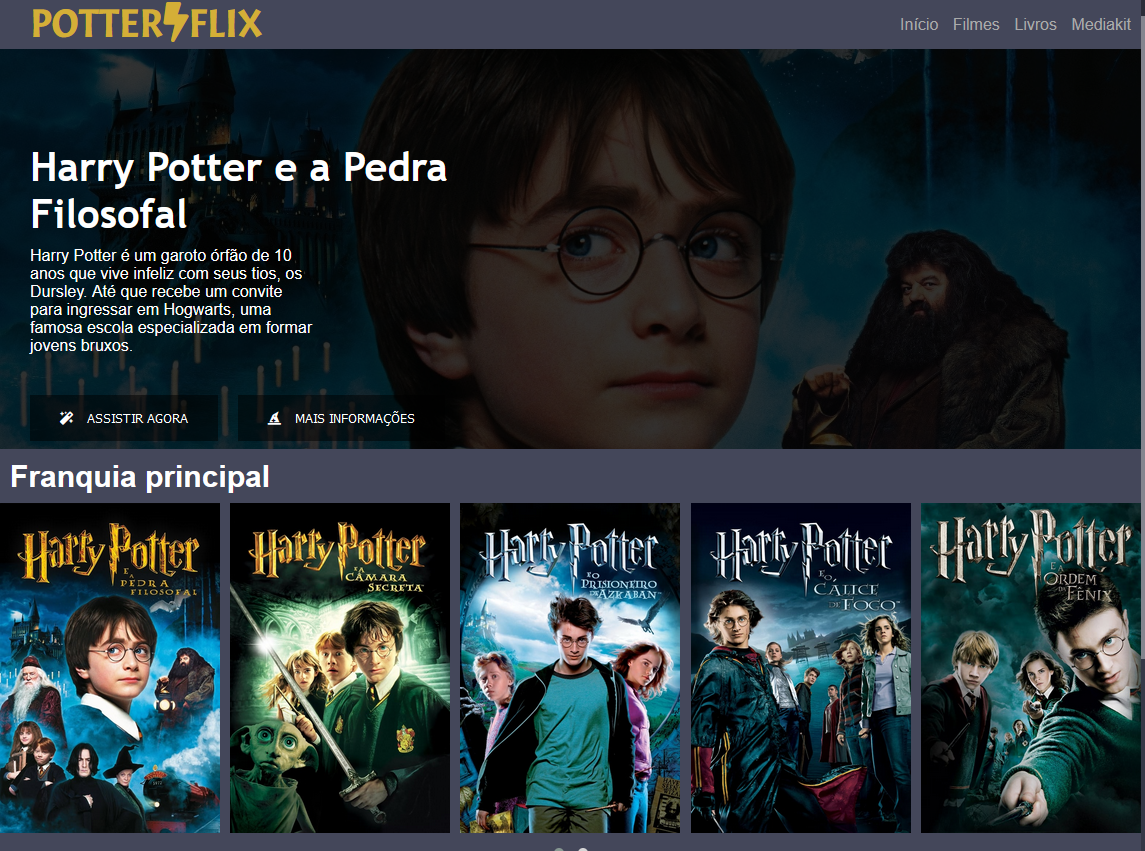 POTTER FLIX
Início Filmes Livros Mediakit
Harry Potter e a Pedra
Filosofal
Harry Potter é um garoto órfão de 10
anos que vive infeliz com seus tios, os
Dursley. Até que recebe um convite
para ingressar em Hogwarts, uma
famosa escola especializada em formar
jovens bruxos.
ASSISTIR AGORA
MAIS INFORMAÇÕES
Franquia principal
Harry Potter
E A
PEDRA
FILOSOFAL
Harry Potter
E A
CÂMARA
SECRETA
Harry Potter
E O
PRISIONEIRO
DE AZKABAN
Harry Potter
E O
CÁLICE
DE FOGO
Harry Potter
E A
ORDEM
DA
FÊNIX